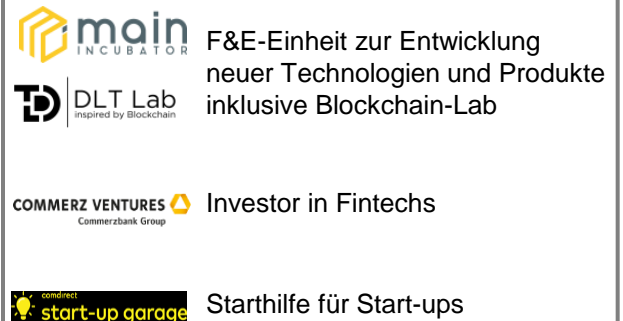 main
INCUBATOR
F&E-Einheit zur Entwicklung
neuer Technologien und Produkte
inklusive Blockchain-Lab
DLT Lab
inspired by Blockchain
COMMERZ VENTURES
Commerzbank Group
Investor in Fintechs
comdirect
start-up garage
Starthilfe für Start-ups